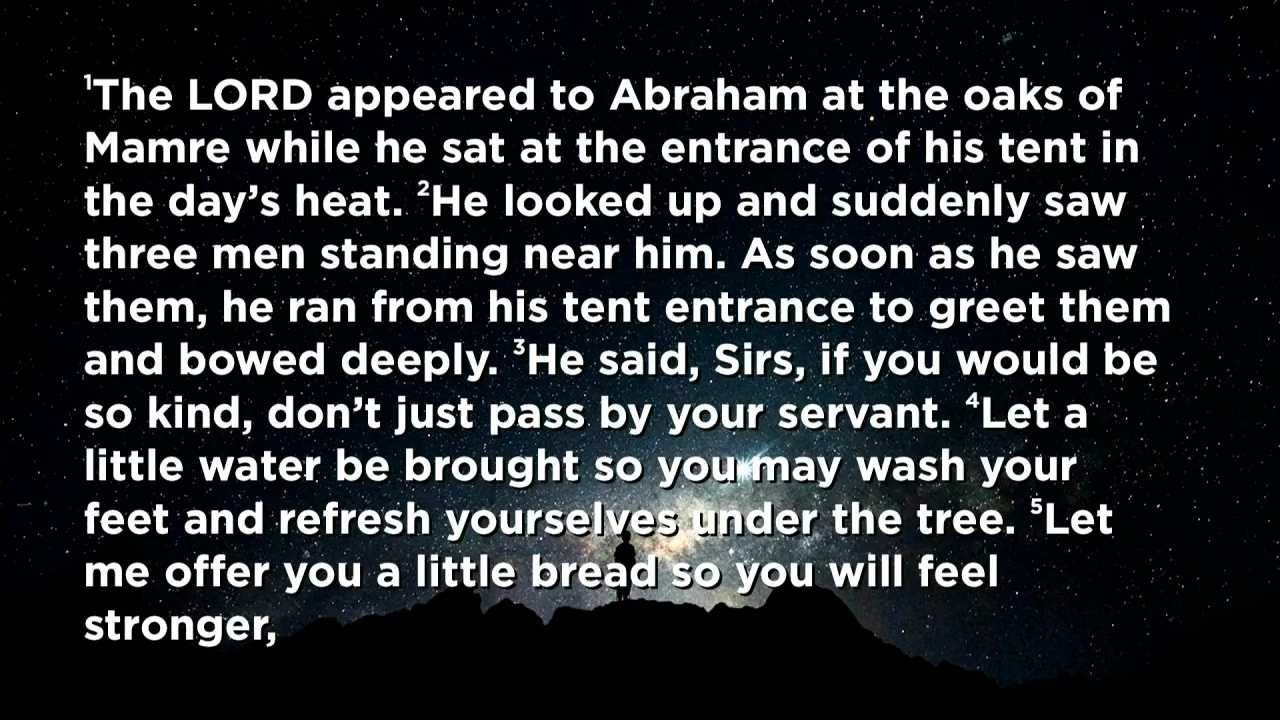 ¹The LORD appeared to Abraham at the oaks of
Mamre while he sat at the entrance of his tent in
the day’s heat. ²He looked up and suddenly saw
three men standing near him. As soon as he saw
them, he ran from his tent entrance to greet them
and bowed deeply. ³He said, Sirs, if you would be
so kind, don’t just pass by your servant. ⁴Let a
little water be brought so you may wash your
feet and refresh yourselves under the tree. ⁵Let
me offer you a little bread so you will feel
stronger,